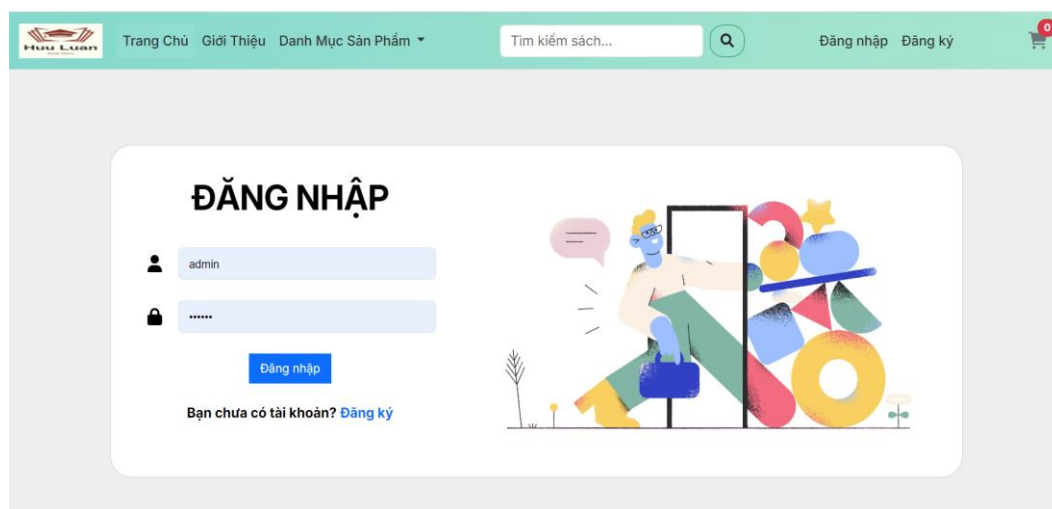 Huu Luan
Trang Chủ Giới Thiệu Danh Mục Sản Phẩm
Tìm kiếm sách...
Đăng nhập Đăng ký
0
ĐĂNG NHẬP
admin
••••••
Đăng nhập
Bạn chưa có tài khoản? Đăng ký